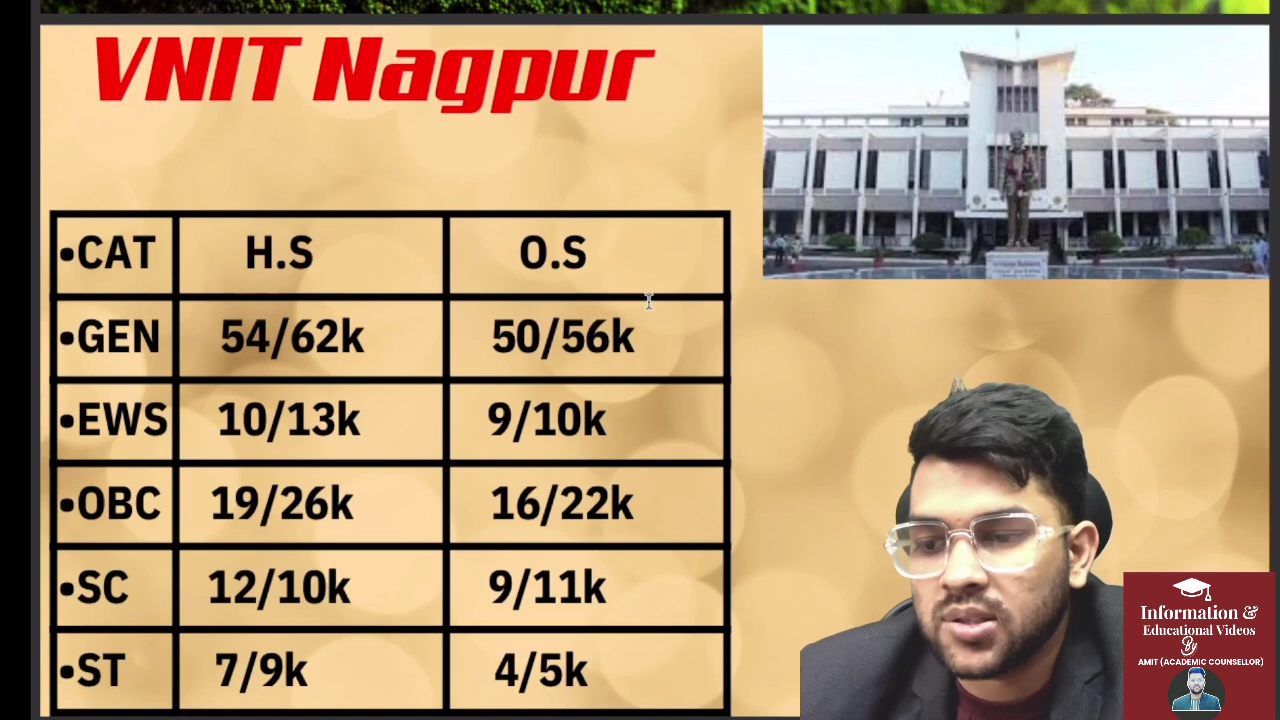 VNIT Nagpur
•CAT H.S O.S
•GEN 54/62k 50/56k
•EWS 10/13k 9/10k
•OBC 19/26k 16/22k
•SC 12/10k 9/11k
•ST 7/9k 4/5k
Information &
Educational Videos
By
AMIT (ACADEMIC COUNSELLOR)